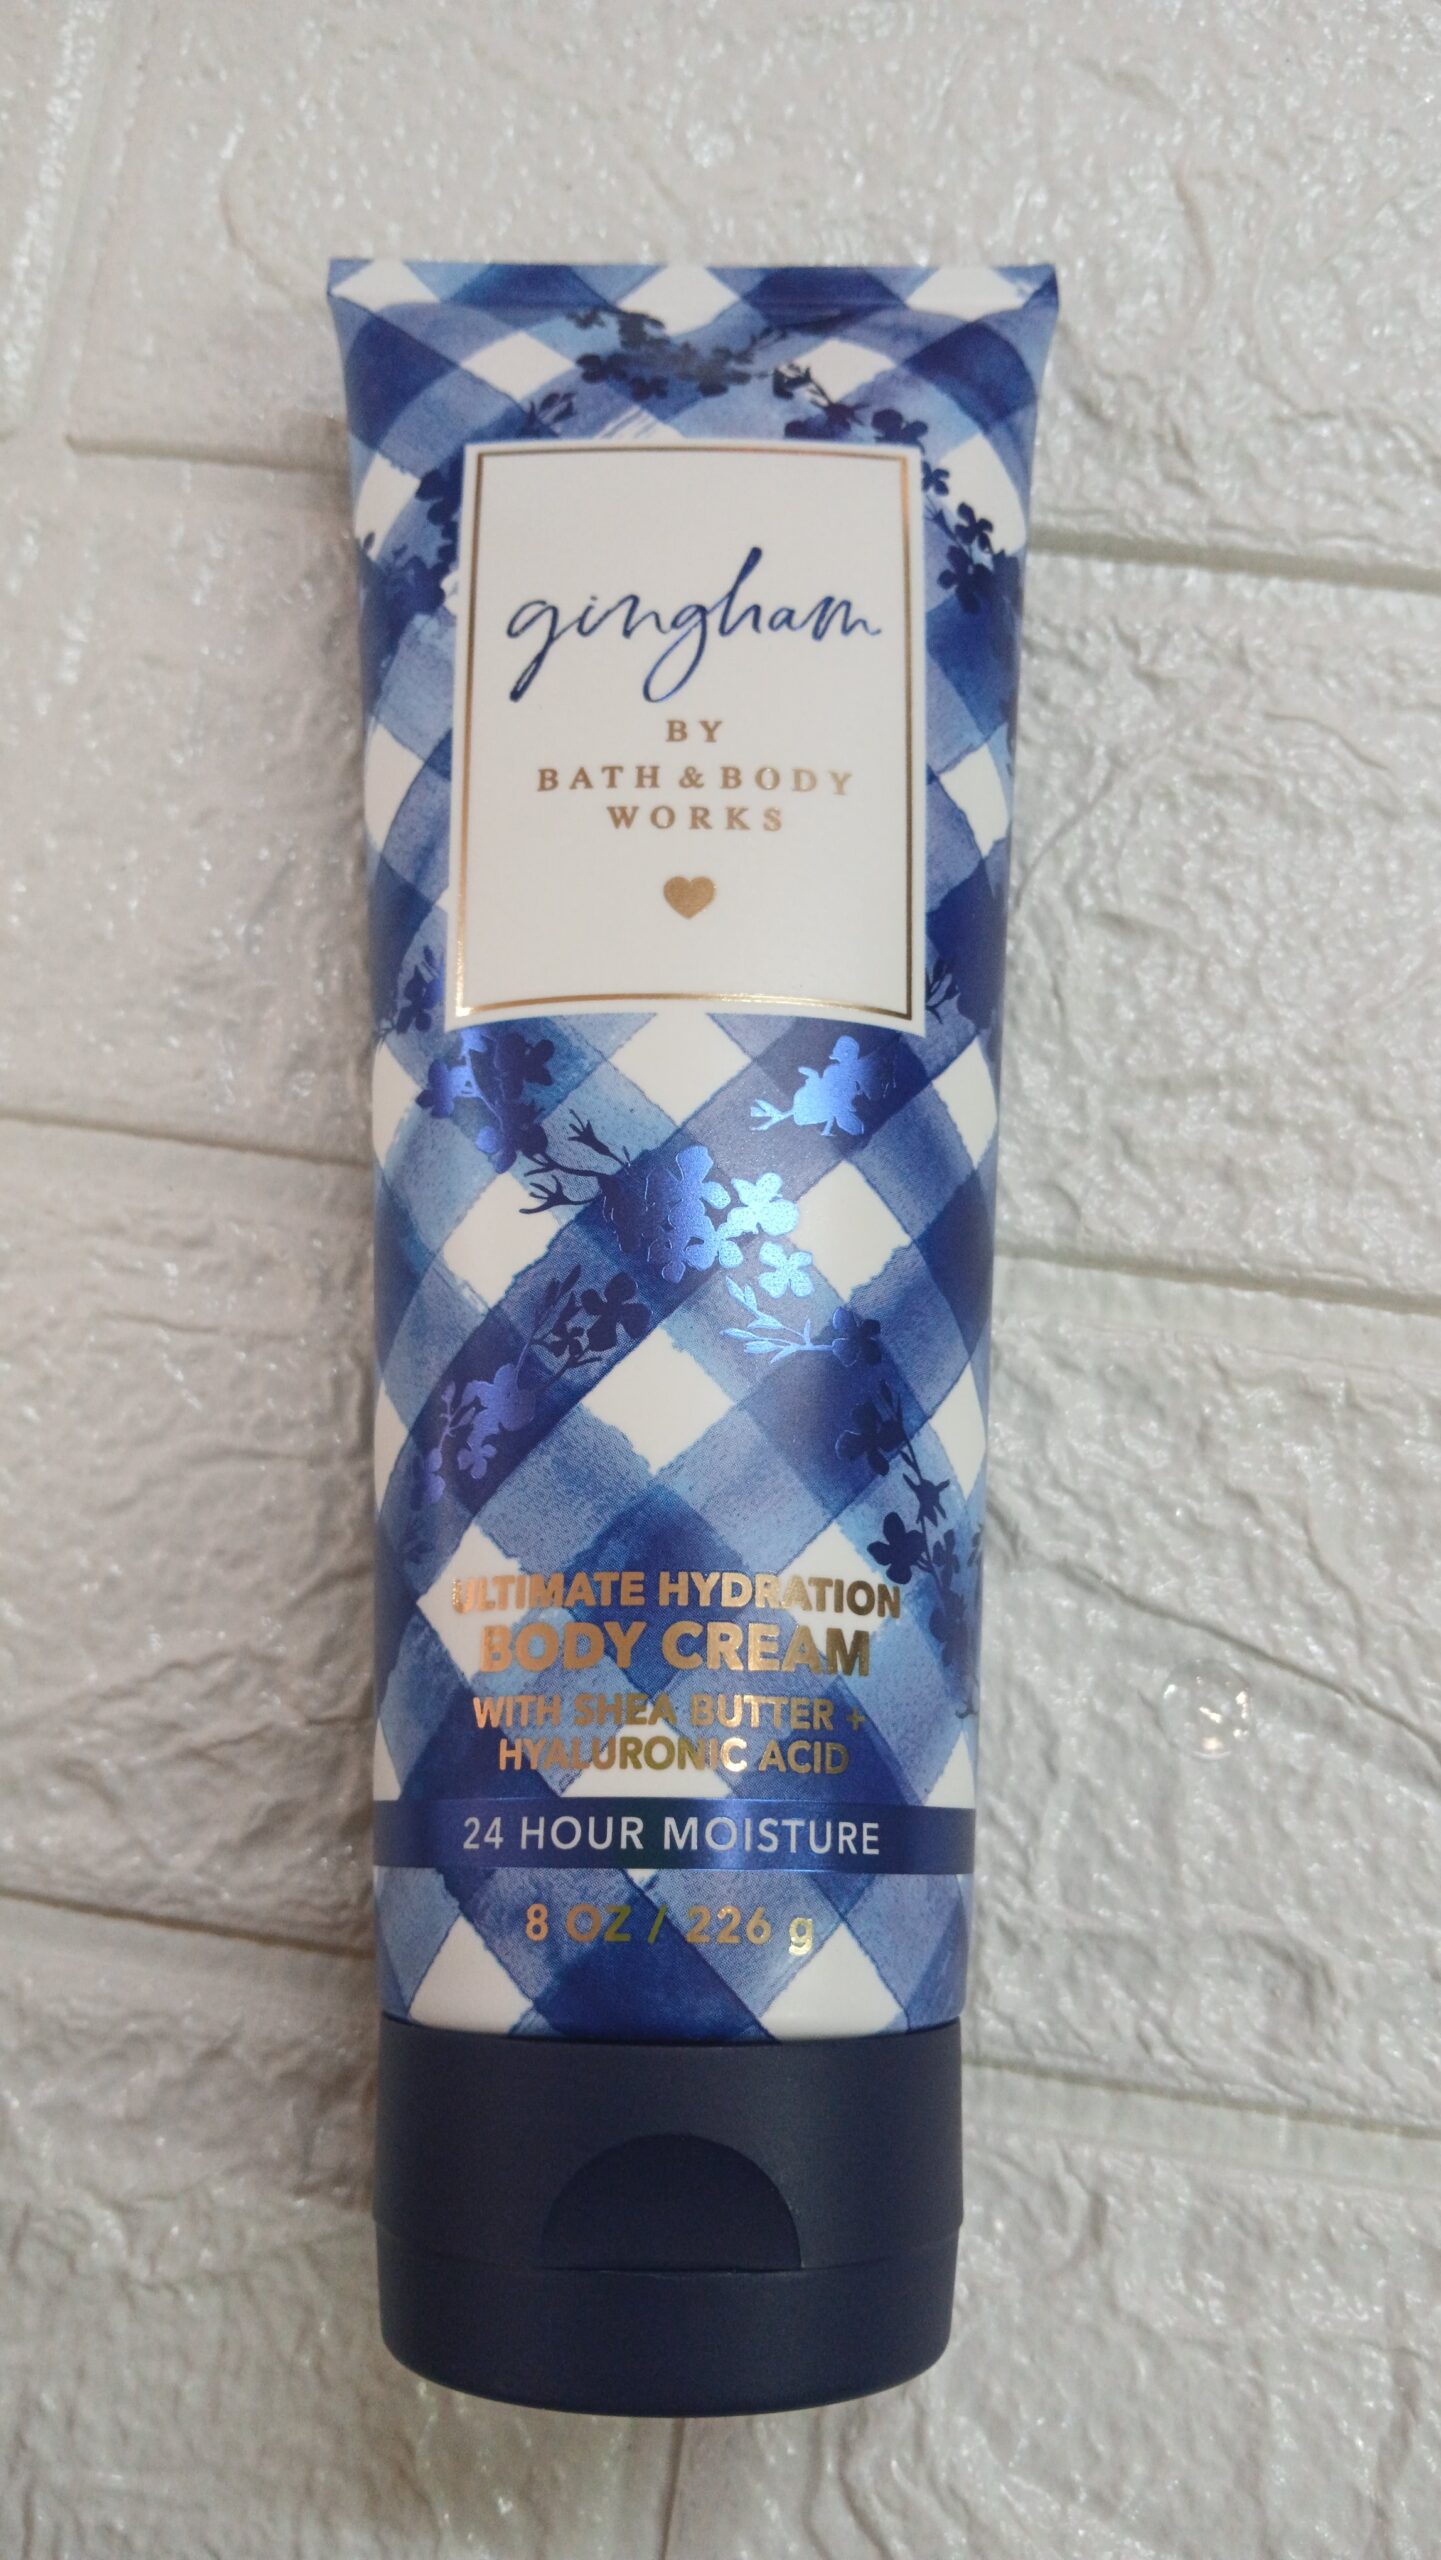 gingham
BY
BATH & BODY
WORKS
ULTIMATE HYDRATION
BODY CREAM
WITH SHEA BUTTER +
HYALURONIC ACID
24 HOUR MOISTURE
8 OZ / 226 g